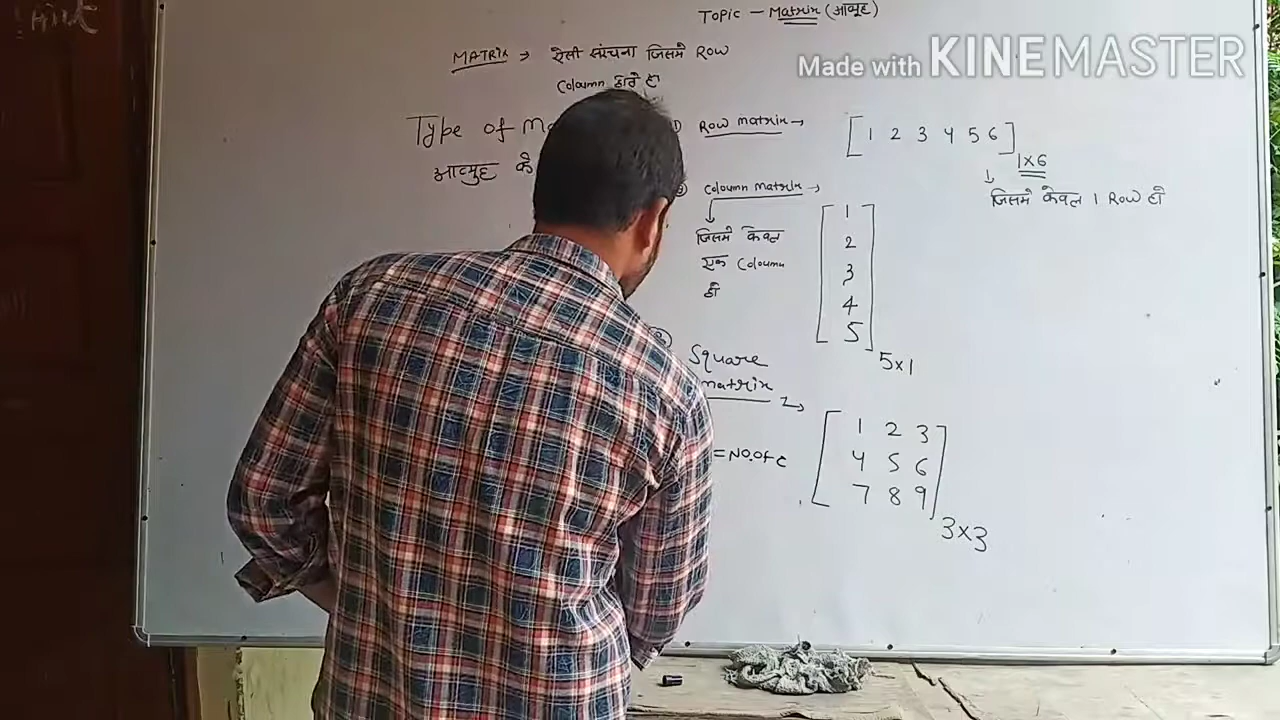 Topic – Matrix (आव्यूह)
Made with KINEMASTER
MATRIX → ऐसी संरचना जिसमे Row
Coloumn होते हो
Type of Ma
① Row matrix →
[1 2 3 4 5 6]
1×6
आव्युह के
जिसमे केवल 1 Row हो
② Coloumn matrix →
जिसमे केवल
एक Coloumn
हो
1
2
3
4
5
5×1
③
Square
matrix
= No. of c
1 2 3
4 5 6
7 8 9
3×3